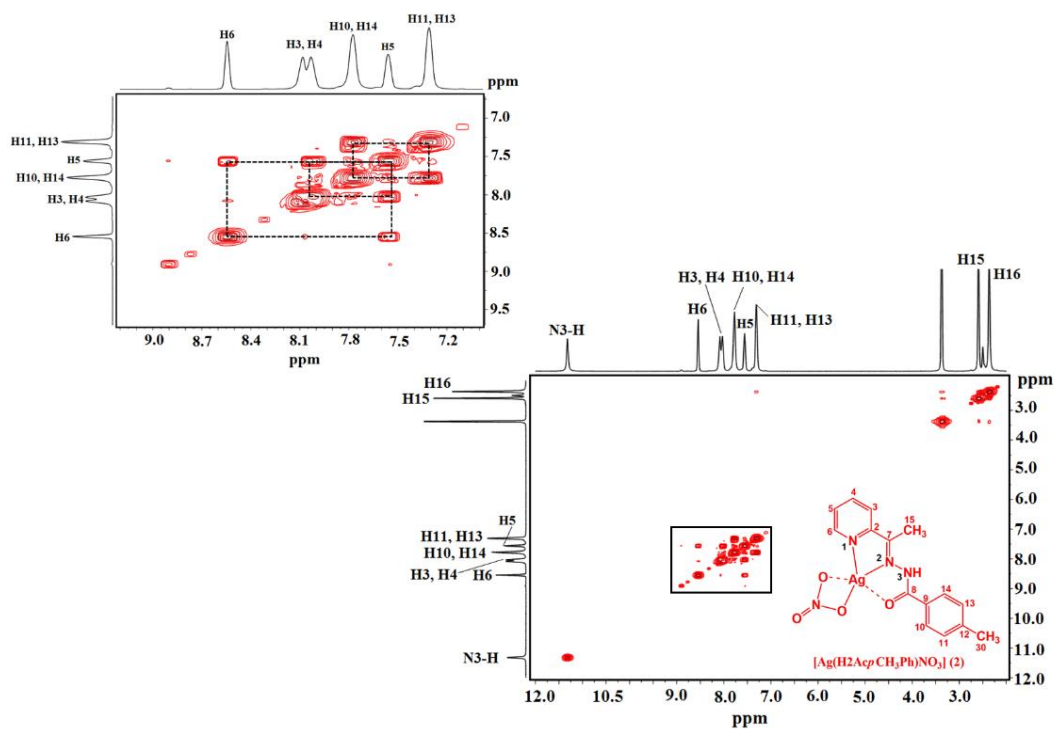 H6
H3, H4
H10, H14
H5
H11, H13
ppm
H11, H13
H5
H10, H14
H3, H4
H6
7.0
7.5
8.0
8.5
9.0
9.5
9.0 8.7 8.4 8.1 7.8 7.5 7.2
ppm
N3-H
H6
H3, H4
H10, H14
H5
H11, H13
H15
H16
H16
H15
H5
H11, H13
H10, H14
H3, H4
H6
N3-H
ppm
3.0
4.0
5.0
6.0
7.0
8.0
9.0
10.0
11.0
12.0
4
5
3
6
2
15
CH3
7
N
1
2
N
NH
3
Ag
O
O
N
O
O
8
9
14
13
10
11
12
CH3
30
[Ag(H2AcpCH3Ph)NO3] (2)
12.0 10.5 9.0 8.0 7.0 6.0 5.0 4.0 3.0
ppm